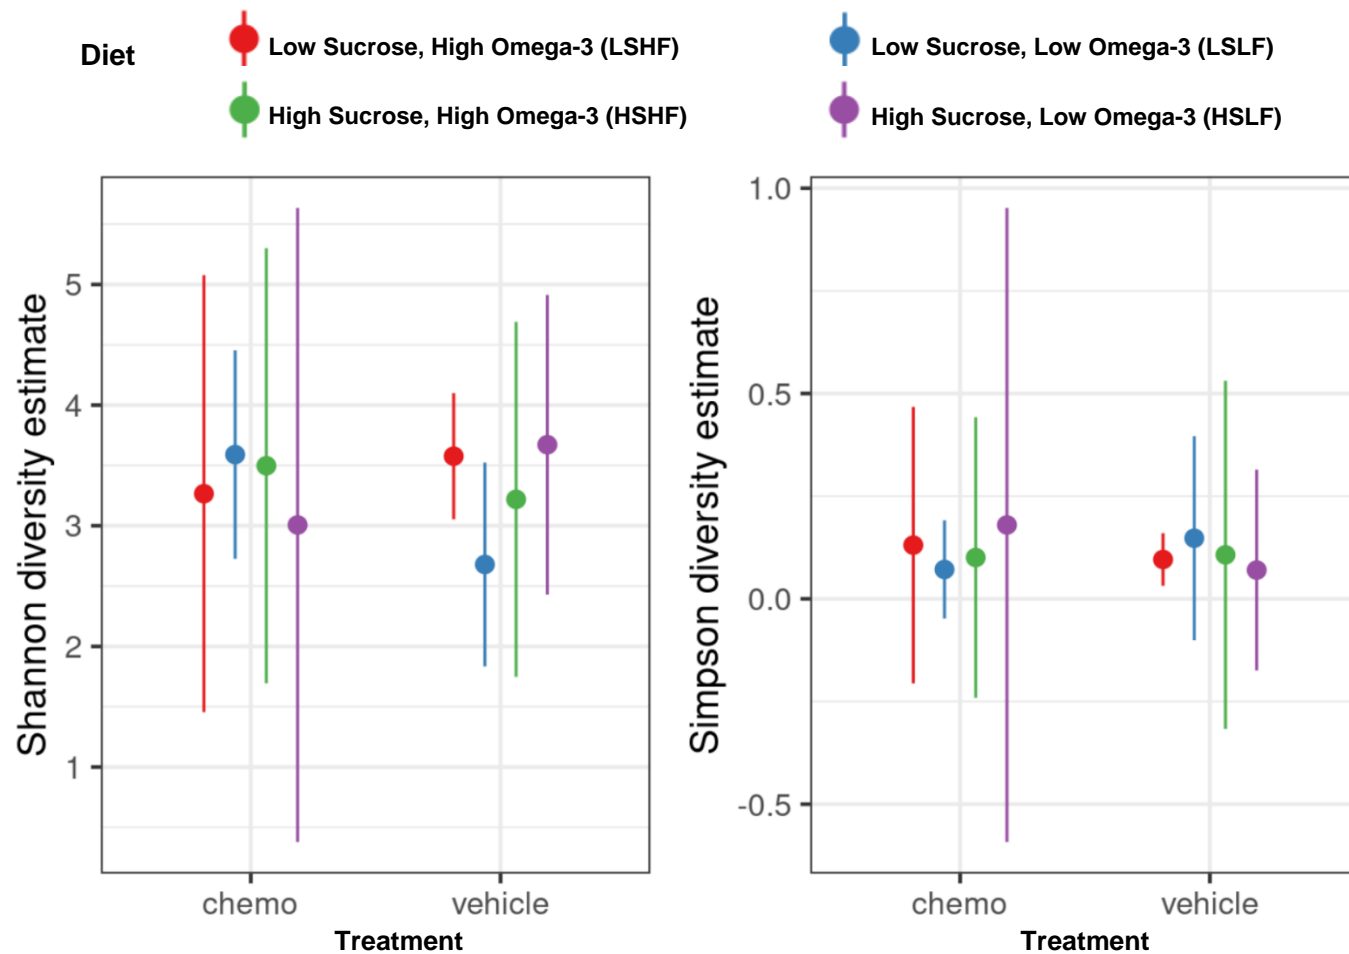 Diet
Low Sucrose, High Omega-3 (LSHF)
Low Sucrose, Low Omega-3 (LSLF)
High Sucrose, High Omega-3 (HSHF)
High Sucrose, Low Omega-3 (HSLF)
Shannon diversity estimate
5
4
3
2
1
chemo
vehicle
Treatment
Simpson diversity estimate
1.0
0.5
0.0
-0.5
chemo
vehicle
Treatment